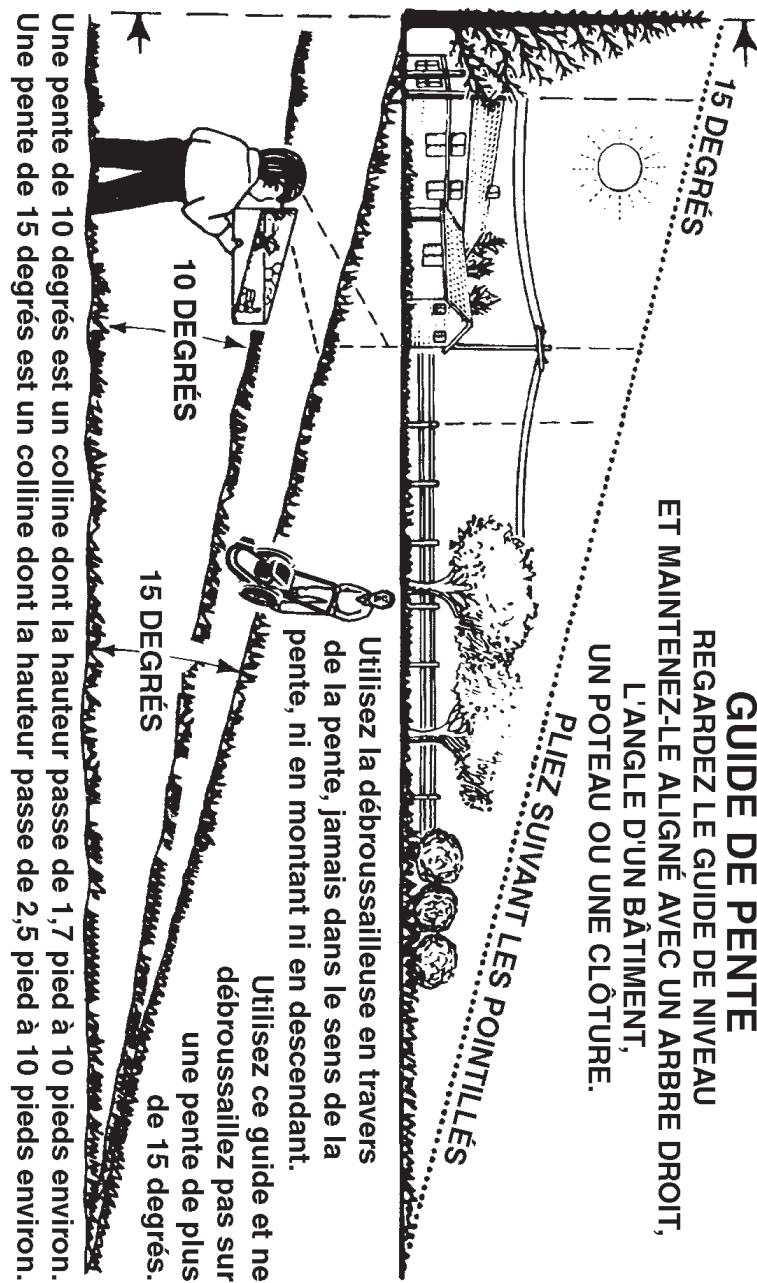 GUIDE DE PENTE
REGARDEZ LE GUIDE DE NIVEAU
ET MAINTENEZ-LE ALIGNÉ AVEC UN ARBRE DROIT,
L'ANGLE D'UN BÂTIMENT,
UN POTEAU OU UNE CLÔTURE.
15 DEGRÉS
PLIEZ SUIVANT LES POINTILLÉS
Utilisez la débroussailleuse en travers
de la pente, jamais dans le sens de la
pente, ni en montant ni en descendant.
Utilisez ce guide et ne
débroussaillez pas sur
une pente de plus
de 15 degrés.
10 DEGRÉS
15 DEGRÉS
Une pente de 10 degrés est un colline dont la hauteur passe de 1,7 pied à 10 pieds environ.
Une pente de 15 degrés est un colline dont la hauteur passe de 2,5 pied à 10 pieds environ.